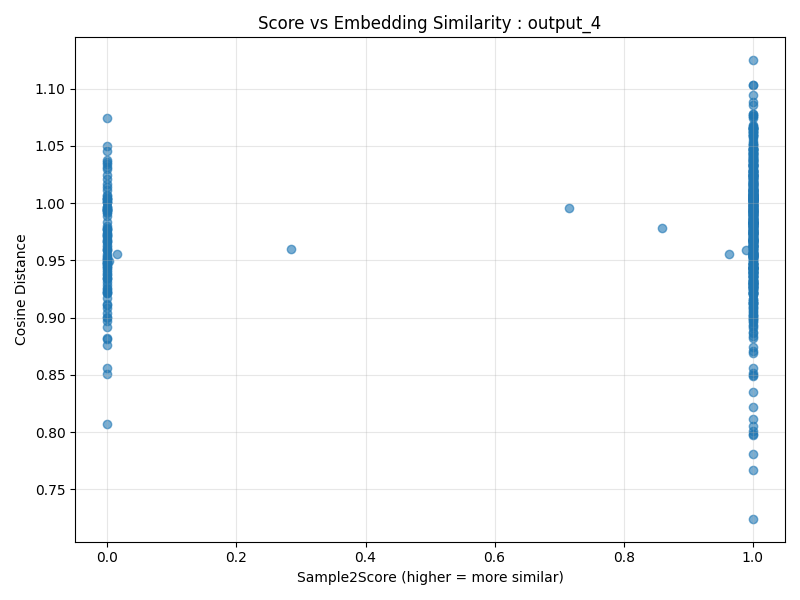 Score vs Embedding Similarity : output_4
Cosine Distance
1.10
1.05
1.00
0.95
0.90
0.85
0.80
0.75
0.0 0.2 0.4 0.6 0.8 1.0
Sample2Score (higher = more similar)